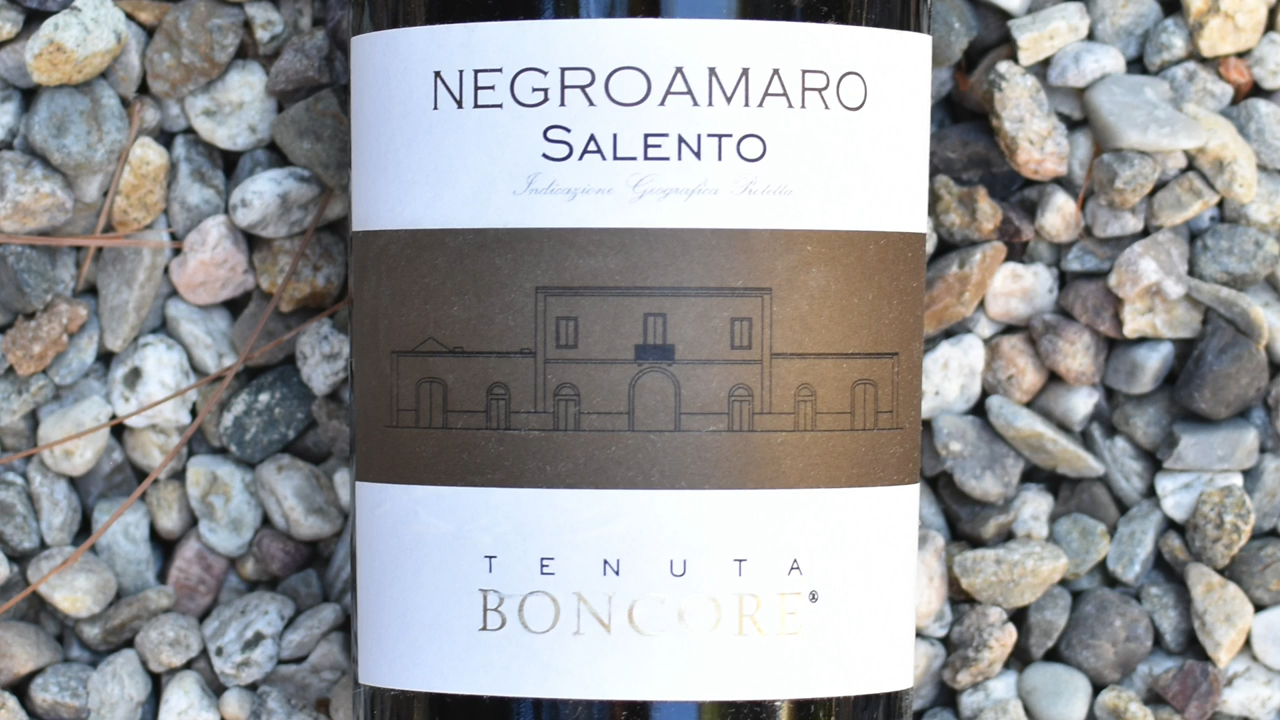 NEGROAMARO
SALENTO
Indicazione Geografica Protetta
TENUTA
BONCORE®